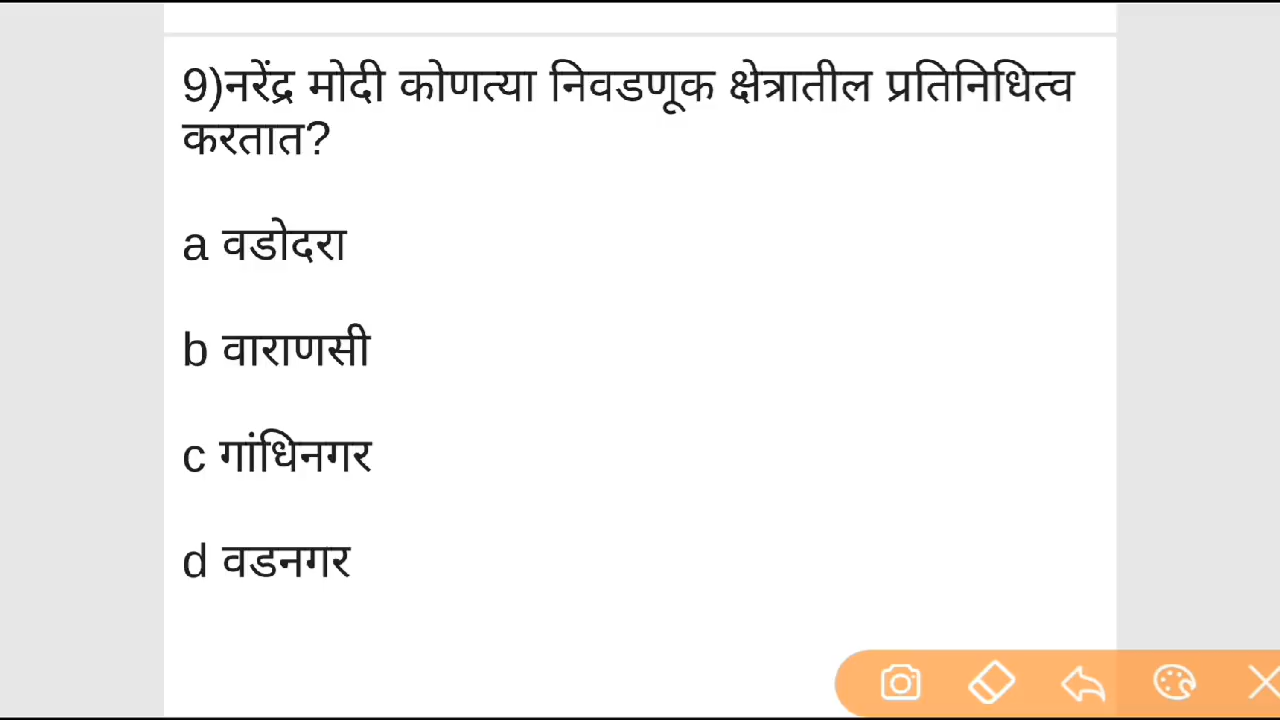 9)नरेंद्र मोदी कोणत्या निवडणूक क्षेत्रातील प्रतिनिधित्व
करतात?
a वडोदरा
b वाराणसी
c गांधिनगर
d वडनगर